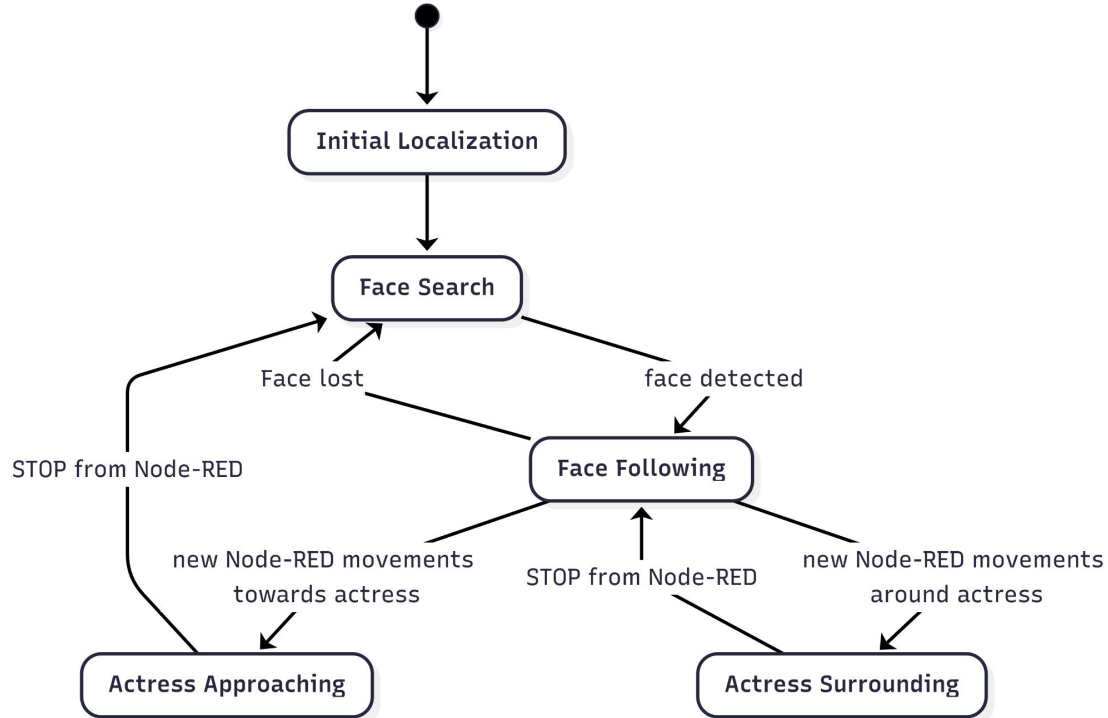 Initial Localization
Face Search
Face lost
face detected
STOP from Node-RED
Face Following
new Node-RED movements
towards actress
STOP from Node-RED
new Node-RED movements
around actress
Actress Approaching
Actress Surrounding